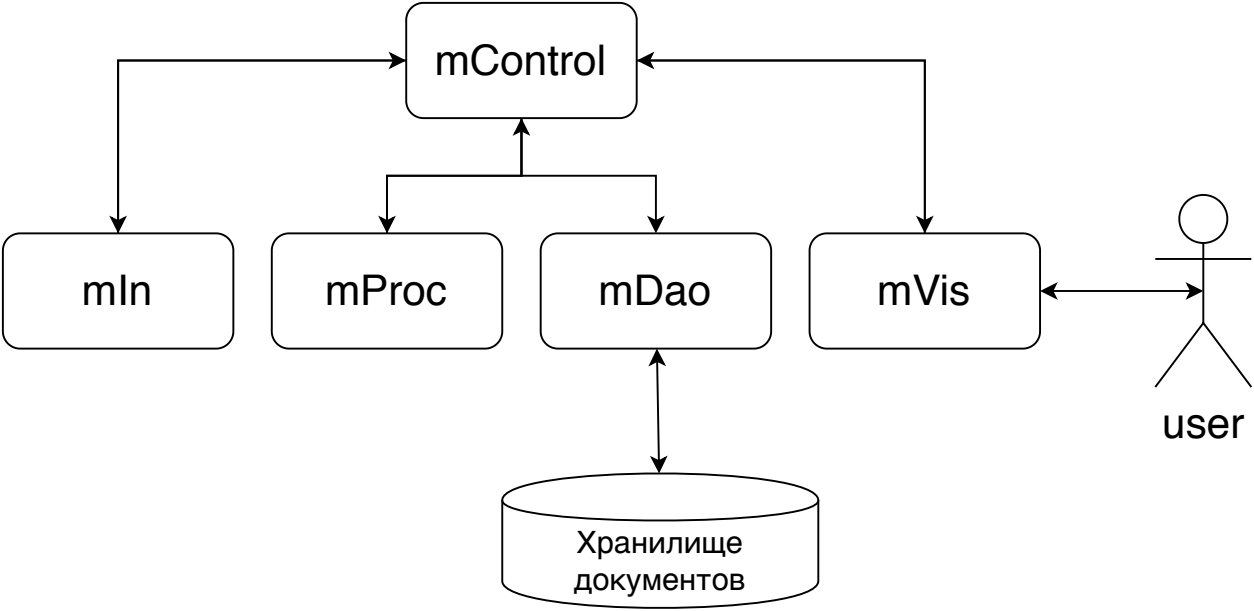 mControl
mIn
mProc
mDao
mVis
user
Хранилище
документов